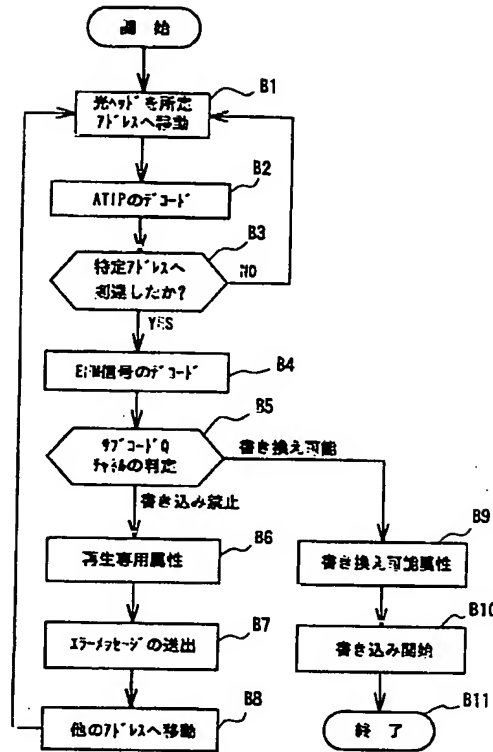 開始
B1
光ヘッドを所定
アドレスへ移動
B2
ATIPのデコード
B3
特定アドレスへ
到達したか?
NO
YES
EFM信号のデコード
B4
B5
サブコードQ
チャネルの判定
書き換え可能
書き込み禁止
B6
再生専用属性
B9
書き換え可能属性
B7
エラーメッセージの送出
B10
書き込み開始
B8
他のアドレスへ移動
B11
終了